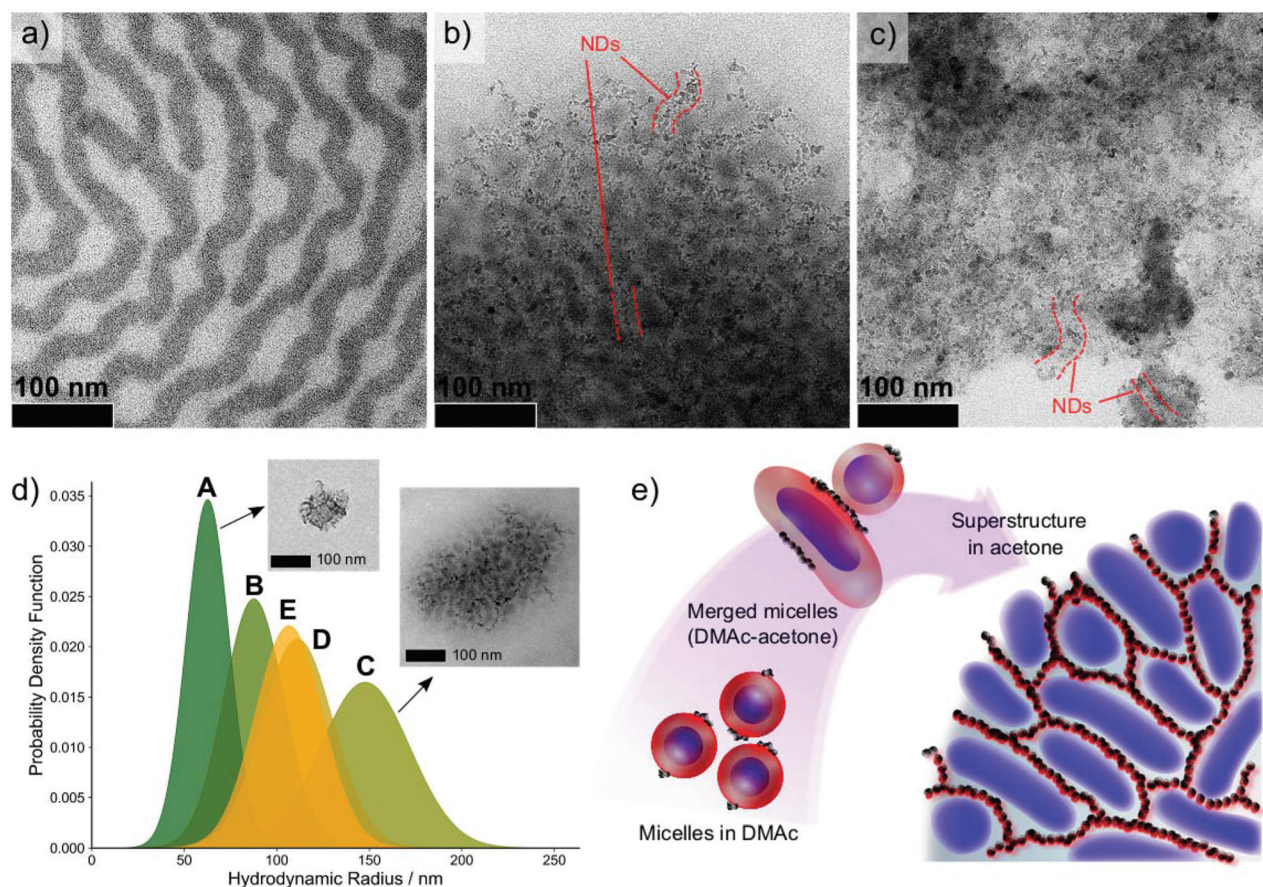 a)
100 nm
b)
NDs
100 nm
c)
NDs
100 nm
d)
Probability Density Function
0.035
0.030
0.025
0.020
0.015
0.010
0.005
0.000
0
50
100
150
200
250
Hydrodynamic Radius / nm
A
B
E
D
C
100 nm
100 nm
e)
Superstructure
in acetone
Merged micelles
(DMAc-acetone)
Micelles in DMAc